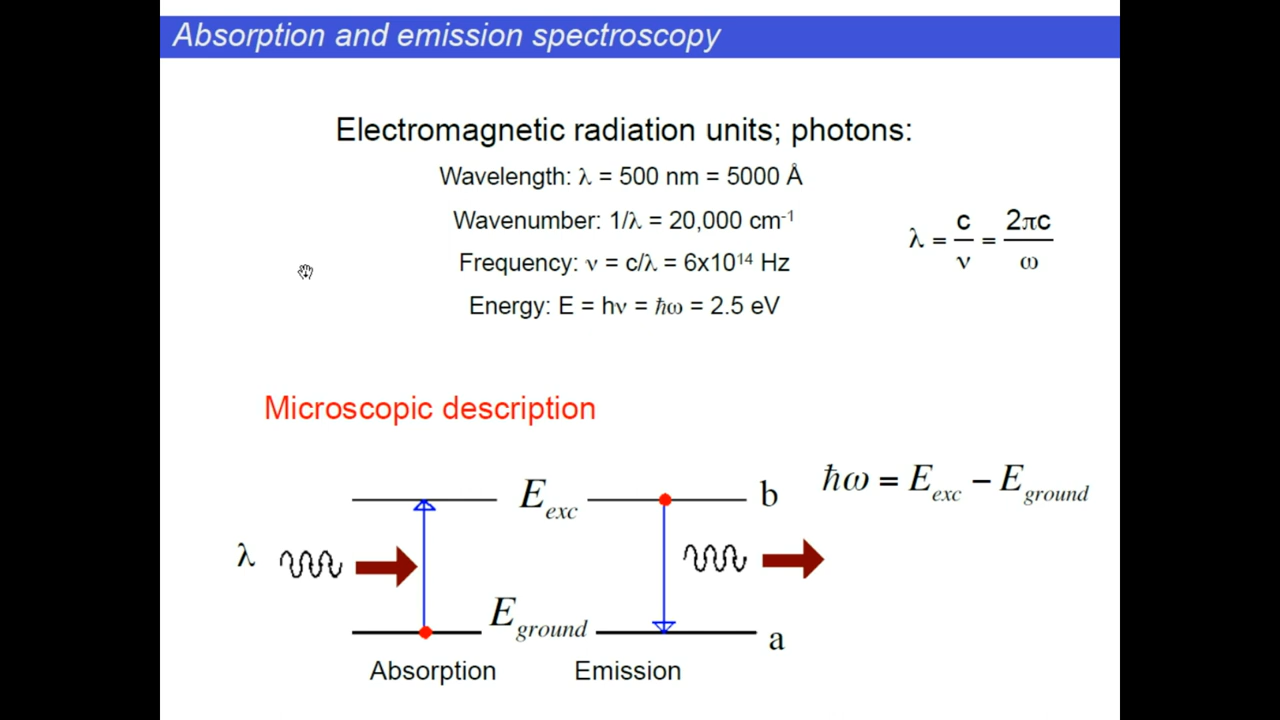 Absorption and emission spectroscopy
Electromagnetic radiation units; photons:
Wavelength: λ = 500 nm = 5000 Å
Wavenumber: 1/λ = 20,000 cm⁻¹
Frequency: ν = c/λ = 6x10¹⁴ Hz
Energy: E = hν = ħω = 2.5 eV
λ = c/ν = 2πc/ω
Microscopic description
E_exc
b
ħω = E_exc − E_ground
λ
E_ground
a
Absorption
Emission